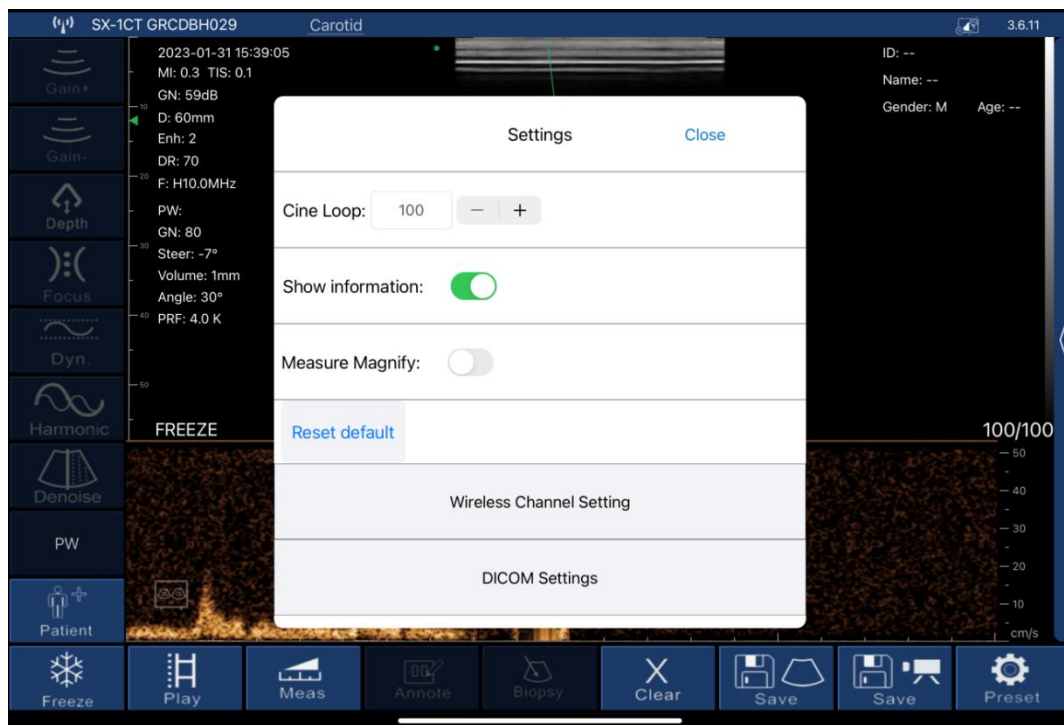 SX-1CT GRCDBH029 Carotid 3.6.11
Gain+
Gain-
Depth
Focus
Dyn.
Harmonic
Denoise
PW
Patient
2023-01-31 15:39:05
MI: 0.3 TIS: 0.1
GN: 59dB
D: 60mm
Enh: 2
DR: 70
F: H10.0MHz
PW:
GN: 80
Steer: -7°
Volume: 1mm
Angle: 30°
PRF: 4.0 K
FREEZE
10
20
30
40
50
ID: --
Name: --
Gender: M Age: --
Settings Close
Cine Loop: 100 − +
Show information:
Measure Magnify:
Reset default
Wireless Channel Setting
DICOM Settings
100/100
50
40
30
20
10
cm/s
Freeze Play Meas Annote Biopsy Clear Save Save Preset